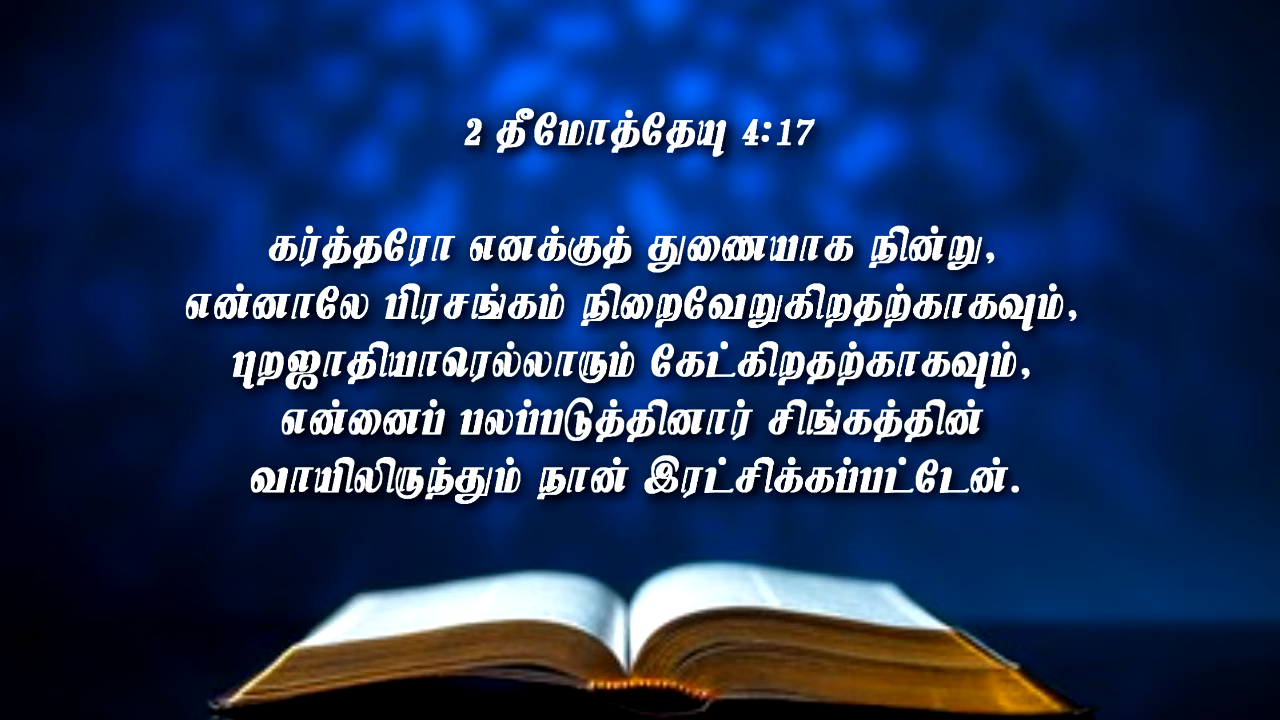 2 தீமோத்தேயு 4:17
கர்த்தரோ எனக்குத் துணையாக நின்று,
என்னாலே பிரசங்கம் நிறைவேறுகிறதற்காகவும்,
புறஜாதியாரெல்லாரும் கேட்கிறதற்காகவும்,
என்னைப் பலப்படுத்தினார் சிங்கத்தின்
வாயிலிருந்தும் நான் இரட்சிக்கப்பட்டேன்.